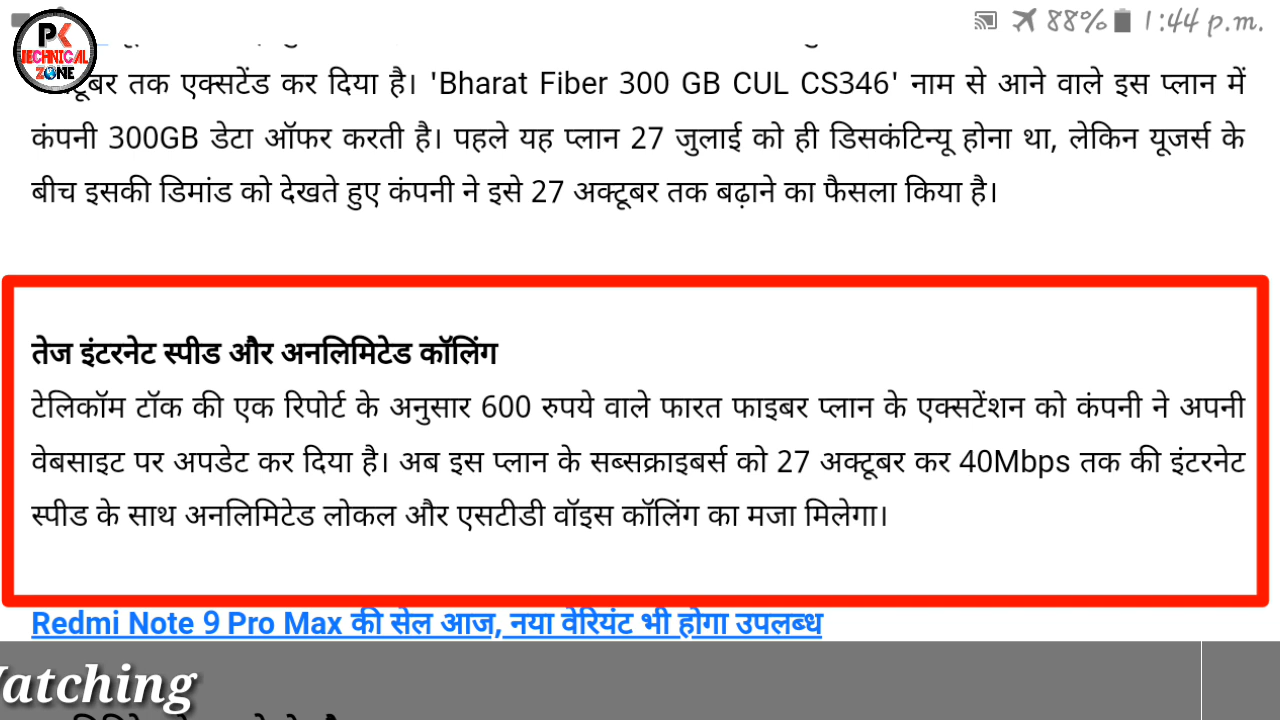 PK
TECHNICAL
ZONE
88% 1:44 p.m.
तक एक्सटेंड कर दिया है। 'Bharat Fiber 300 GB CUL CS346' नाम से आने वाले इस प्लान में
कंपनी 300GB डेटा ऑफर करती है। पहले यह प्लान 27 जुलाई को ही डिसकंटिन्यू होना था, लेकिन यूजर्स के
बीच इसकी डिमांड को देखते हुए कंपनी ने इसे 27 अक्टूबर तक बढ़ाने का फैसला किया है।
तेज इंटरनेट स्पीड और अनलिमिटेड कॉलिंग
टेलिकॉम टॉक की एक रिपोर्ट के अनुसार 600 रुपये वाले फारत फाइबर प्लान के एक्सटेंशन को कंपनी ने अपनी
वेबसाइट पर अपडेट कर दिया है। अब इस प्लान के सब्सक्राइबर्स को 27 अक्टूबर कर 40Mbps तक की इंटरनेट
स्पीड के साथ अनलिमिटेड लोकल और एसटीडी वॉइस कॉलिंग का मजा मिलेगा।
Redmi Note 9 Pro Max की सेल आज, नया वेरियंट भी होगा उपलब्ध
atching